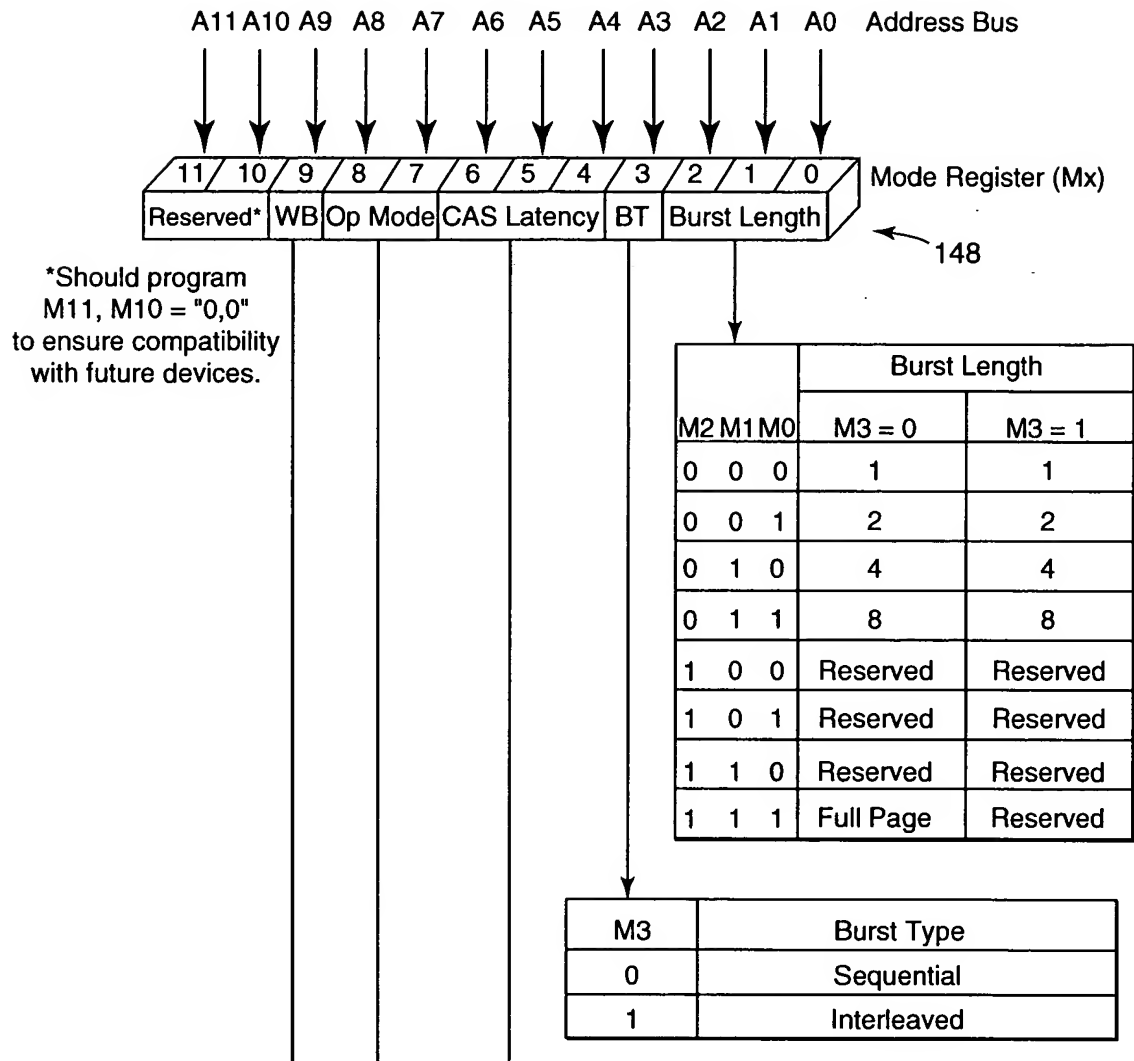 A11 A10 A9 A8 A7 A6 A5 A4 A3 A2 A1 A0 Address Bus
11 10 9 8 7 6 5 4 3 2 1 0 Mode Register (Mx)
Reserved* WB Op Mode CAS Latency BT Burst Length
148
*Should program
M11, M10 = "0,0"
to ensure compatibility
with future devices.
Burst Length
M2 M1 M0 M3 = 0 M3 = 1
0 0 0 1 1
0 0 1 2 2
0 1 0 4 4
0 1 1 8 8
1 0 0 Reserved Reserved
1 0 1 Reserved Reserved
1 1 0 Reserved Reserved
1 1 1 Full Page Reserved
M3 Burst Type
0 Sequential
1 Interleaved